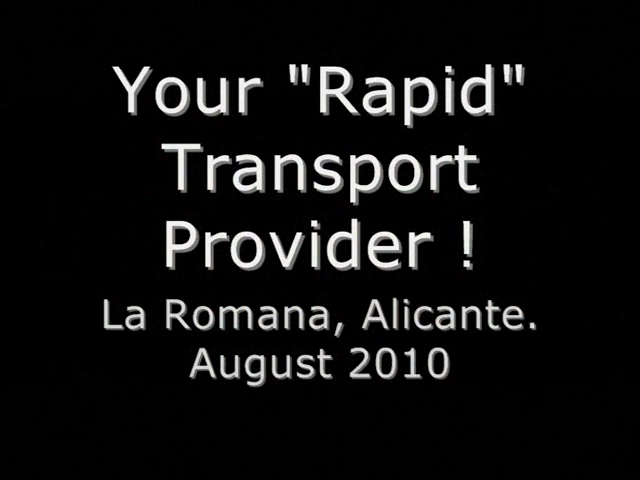 Your "Rapid"
Transport
Provider !
La Romana, Alicante.
August 2010